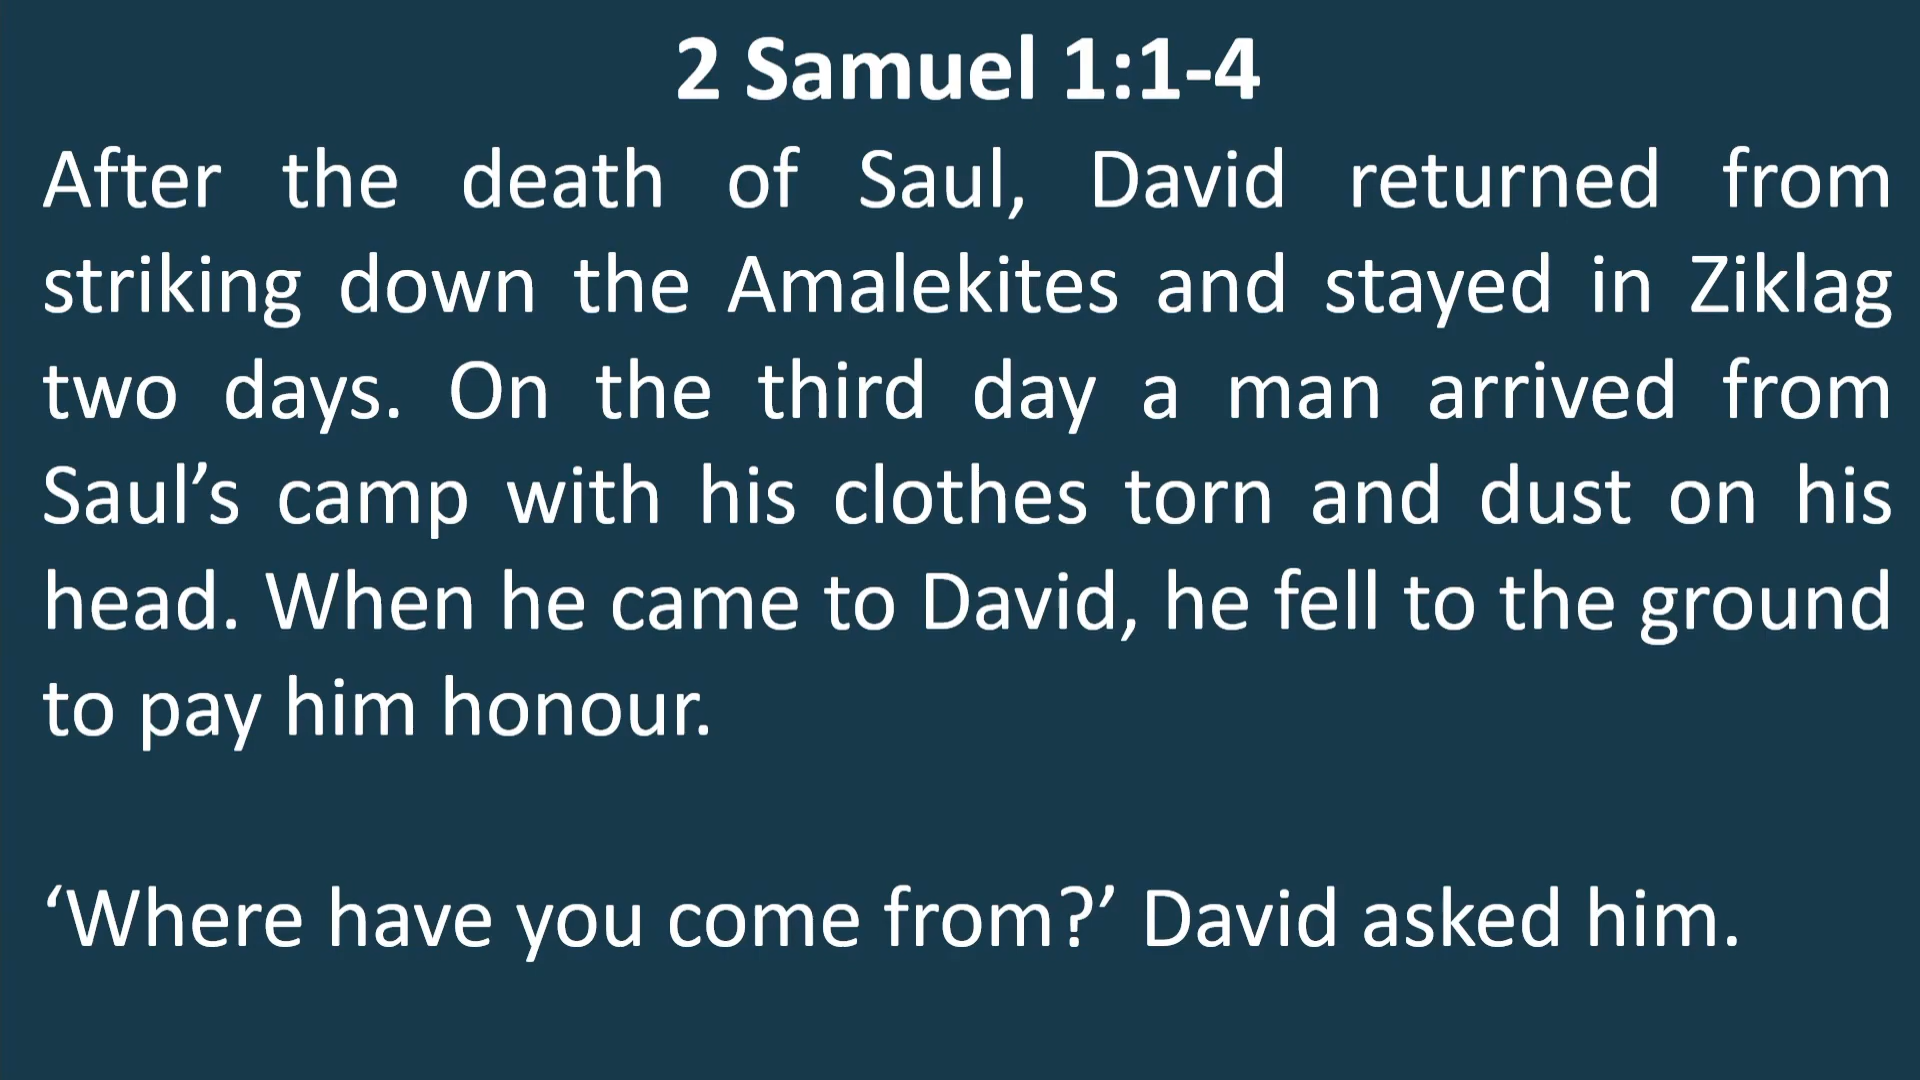 2 Samuel 1:1-4
After the death of Saul, David returned from
striking down the Amalekites and stayed in Ziklag
two days. On the third day a man arrived from
Saul’s camp with his clothes torn and dust on his
head. When he came to David, he fell to the ground
to pay him honour.
‘Where have you come from?’ David asked him.